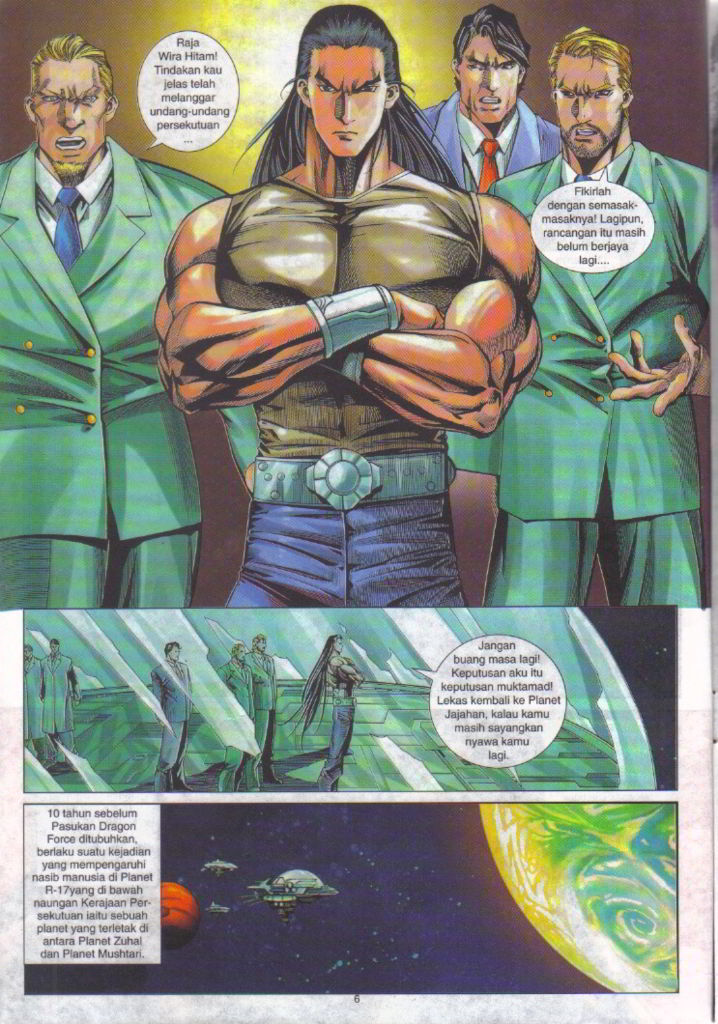 Raja
Wira Hitam!
Tindakan kau
jelas telah
melanggar
undang-undang
persekutuan
...
Fikirlah
dengan semasak-
masaknya! Lagipun,
rancangan itu masih
belum berjaya
lagi....
Jangan
buang masa lagi!
Keputusan aku itu
keputusan muktamad!
Lekas kembali ke Planet
Jajahan, kalau kamu
masih sayangkan
nyawa kamu
lagi.
10 tahun sebelum
Pasukan Dragon
Force ditubuhkan,
berlaku suatu kejadian
yang mempengaruhi
nasib manusia di Planet
R-17yang di bawah
naungan Kerajaan Per-
sekutuan iaitu sebuah
planet yang terletak di
antara Planet Zuhal
dan Planet Mushtari.
6